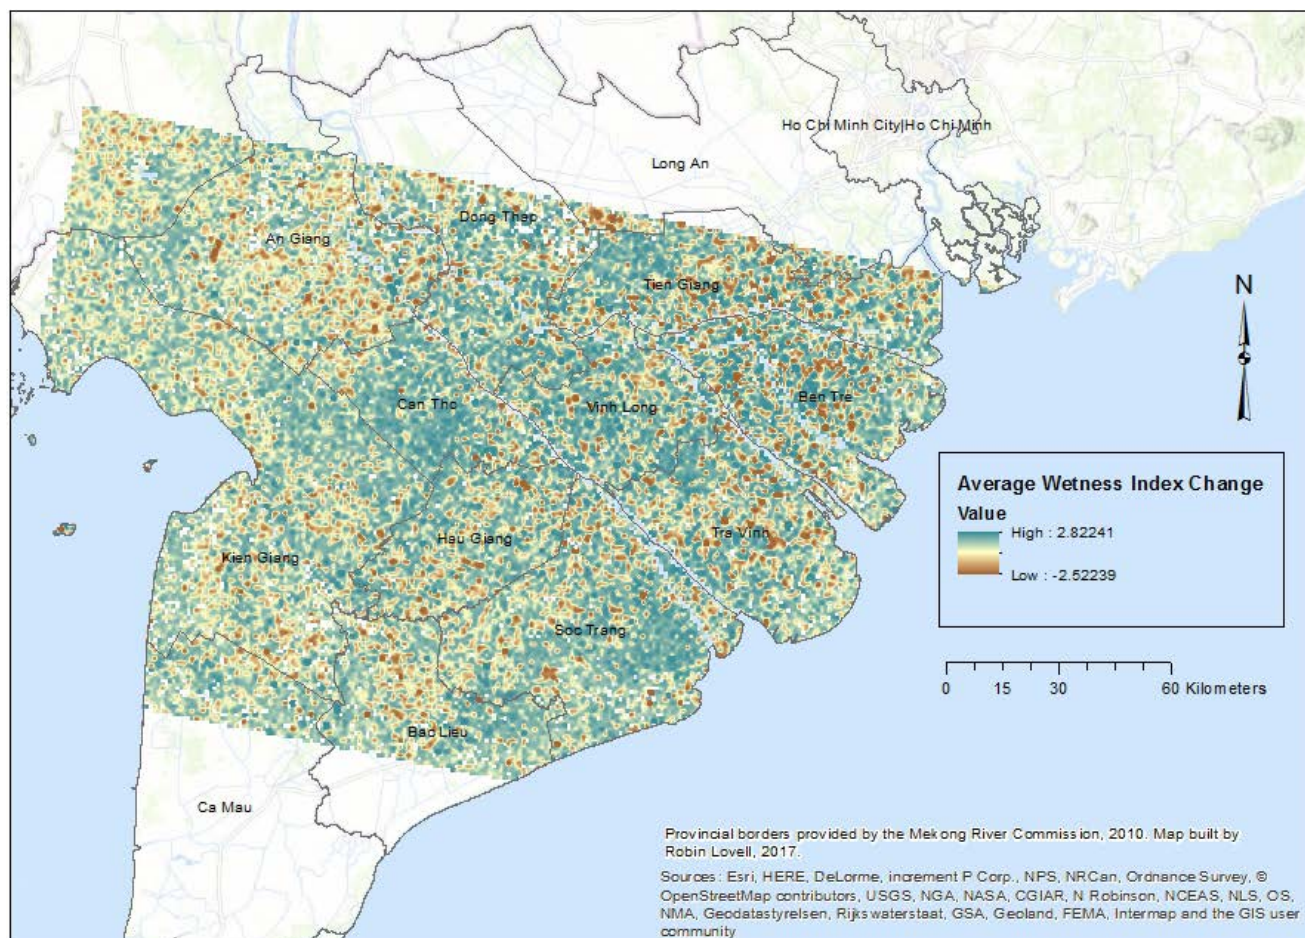 Ho Chi Minh City|Ho Chi Minh
Long An
Dong Thap
An Giang
Tien Giang
Ben Tre
Can Tho
Vinh Long
N
Average Wetness Index Change
Value
High : 2.82241
Low : -2.52239
Tra Vinh
Hau Giang
Kien Giang
Soc Trang
0 15 30 60 Kilometers
Bac Lieu
Ca Mau
Provincial borders provided by the Mekong River Commission, 2010. Map built by
Robin Lovell, 2017.
Sources: Esri, HERE, DeLorme, increment P Corp., NPS, NRCan, Ordnance Survey, ©
OpenStreetMap contributors, USGS, NGA, NASA, CGIAR, N Robinson, NCEAS, NLS, OS,
NMA, Geodatastyrelsen, Rijkswaterstaat, GSA, Geoland, FEMA, Intermap and the GIS user
community